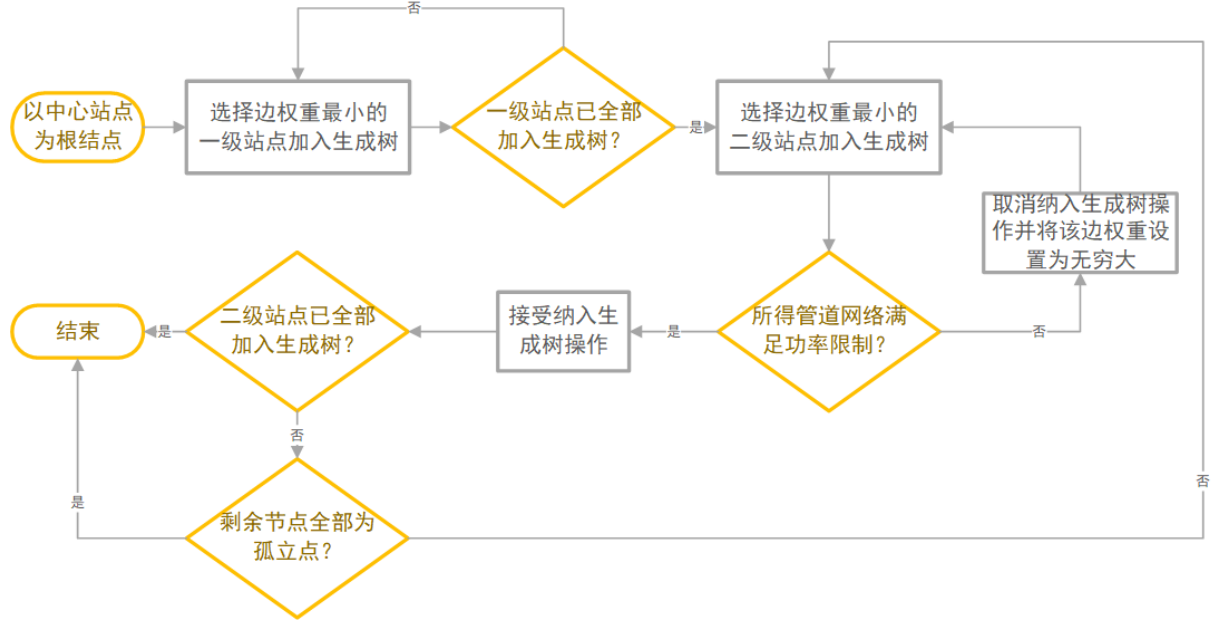 否
以中心站点
为根结点
选择边权重最小的
一级站点加入生成树
一级站点已全部
加入生成树？
是
选择边权重最小的
二级站点加入生成树
取消纳入生成树操
作并将该边权重设
置为无穷大
结束
是
二级站点已全部
加入生成树？
接受纳入生
成树操作
是
所得管道网络满
足功率限制？
否
否
是
剩余节点全部为
孤立点？
否